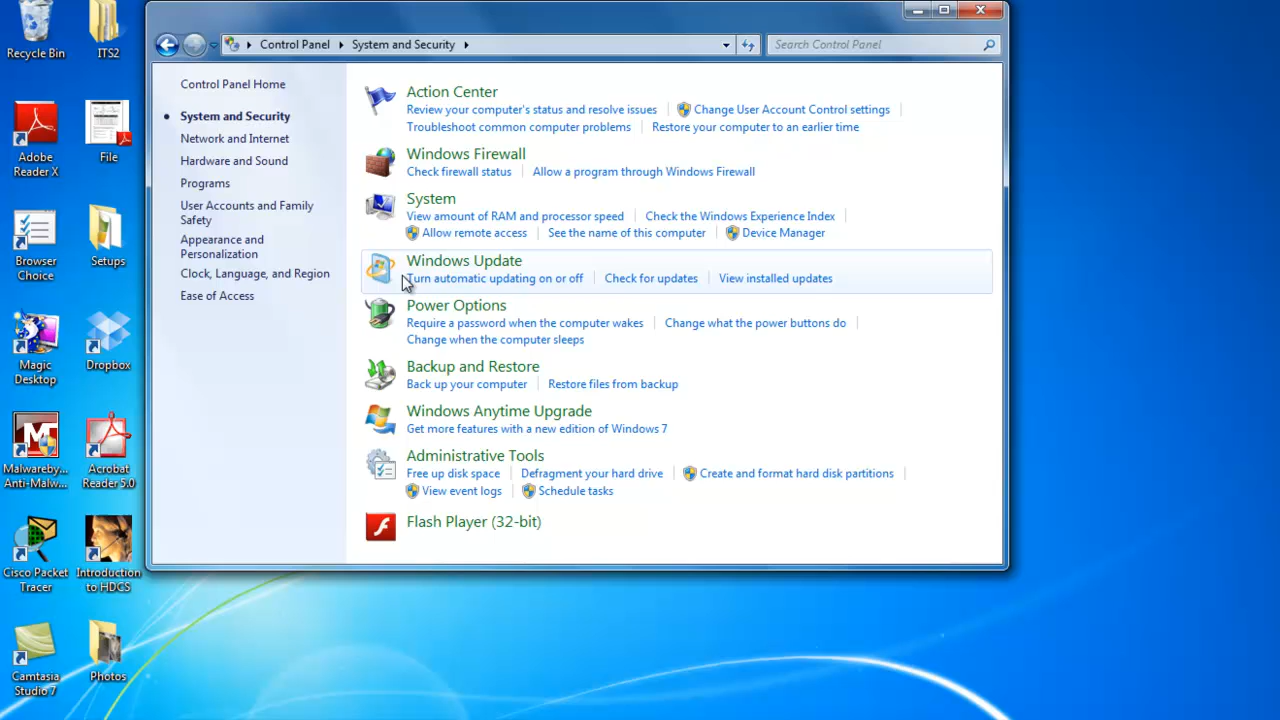 Recycle Bin
ITS2
Adobe
Reader X
File
Browser
Choice
Setups
Magic
Desktop
Dropbox
Malwareby...
Anti-Malw...
Acrobat
Reader 5.0
Cisco Packet
Tracer
Introduction
to HDCS
Camtasia
Studio 7
Photos
Control Panel
System and Security
Search Control Panel
Control Panel Home
System and Security
Network and Internet
Hardware and Sound
Programs
User Accounts and Family
Safety
Appearance and
Personalization
Clock, Language, and Region
Ease of Access
Action Center
Review your computer's status and resolve issues
Change User Account Control settings
Troubleshoot common computer problems
Restore your computer to an earlier time
Windows Firewall
Check firewall status
Allow a program through Windows Firewall
System
View amount of RAM and processor speed
Check the Windows Experience Index
Allow remote access
See the name of this computer
Device Manager
Windows Update
Turn automatic updating on or off
Check for updates
View installed updates
Power Options
Require a password when the computer wakes
Change what the power buttons do
Change when the computer sleeps
Backup and Restore
Back up your computer
Restore files from backup
Windows Anytime Upgrade
Get more features with a new edition of Windows 7
Administrative Tools
Free up disk space
Defragment your hard drive
Create and format hard disk partitions
View event logs
Schedule tasks
Flash Player (32-bit)